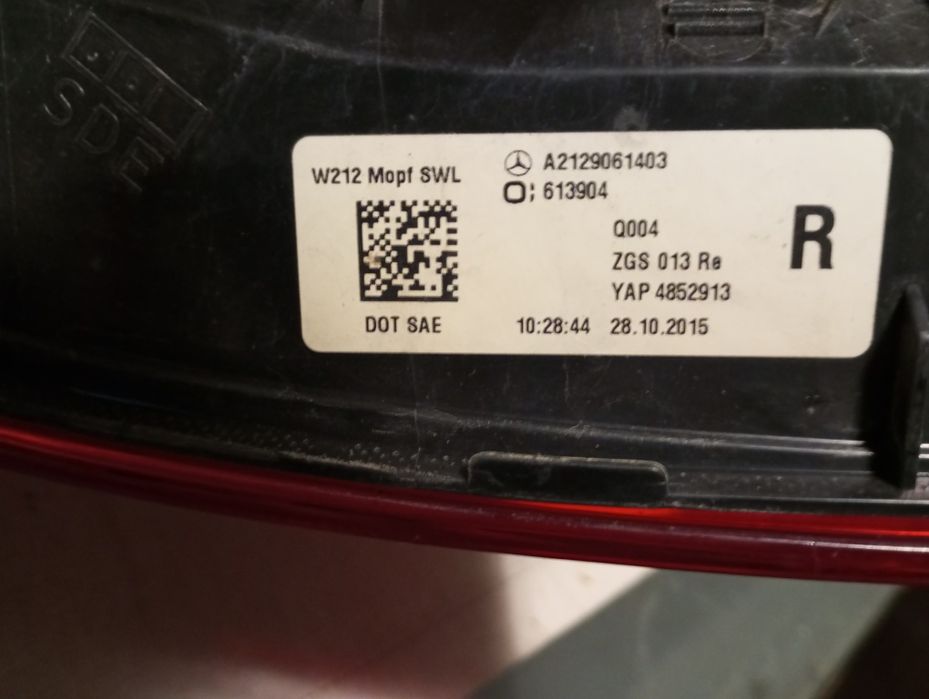 SDE
W212 Mopf SWL
A2129061403
613904
Q004
ZGS 013 Re
YAP 4852913
R
DOT SAE
10:28:44 28.10.2015